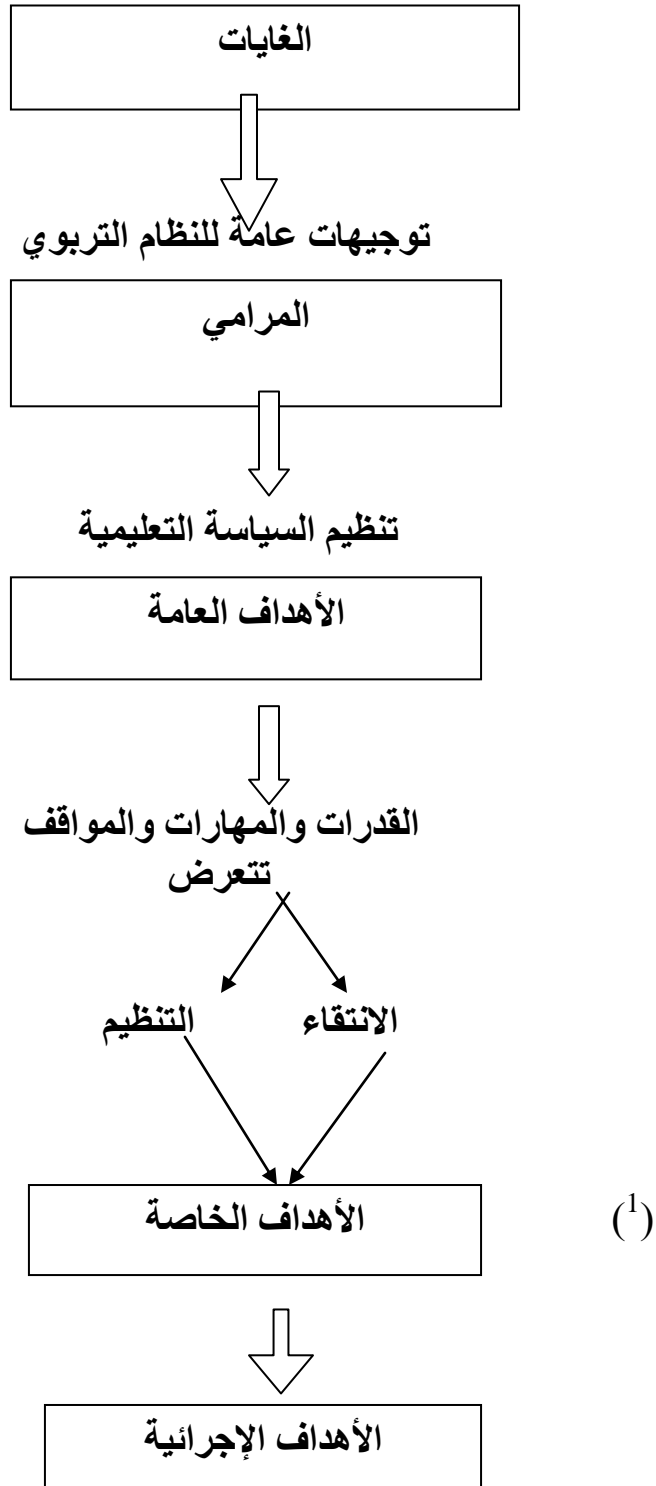 الغايات
توجيهات عامة للنظام التربوي
المرامي
تنظيم السياسة التعليمية
الأهداف العامة
القدرات والمهارات والمواقف
تتعرض
الانتقاء التنظيم
الأهداف الخاصة (1)
الأهداف الإجرائية